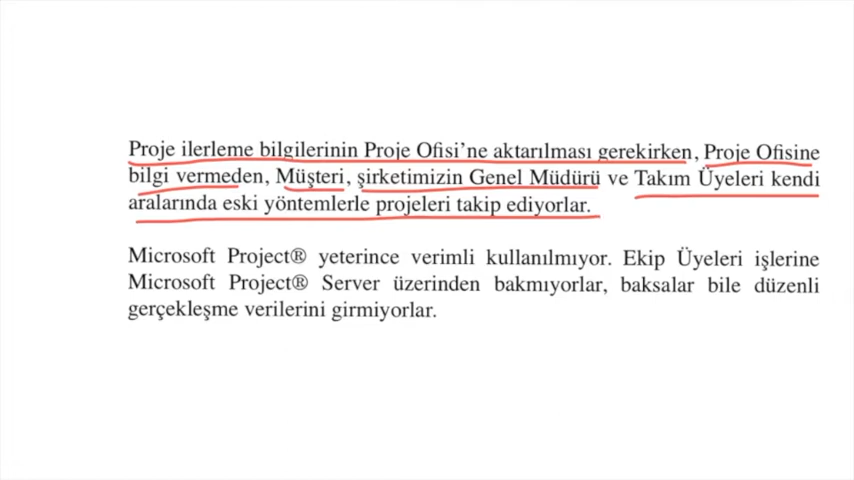 Proje ilerleme bilgilerinin Proje Ofisi’ne aktarılması gerekirken, Proje Ofisine
bilgi vermeden, Müşteri, şirketimizin Genel Müdürü ve Takım Üyeleri kendi
aralarında eski yöntemlerle projeleri takip ediyorlar.
Microsoft Project® yeterince verimli kullanılmıyor. Ekip Üyeleri işlerine
Microsoft Project® Server üzerinden bakmıyorlar, baksalar bile düzenli
gerçekleşme verilerini girmiyorlar.